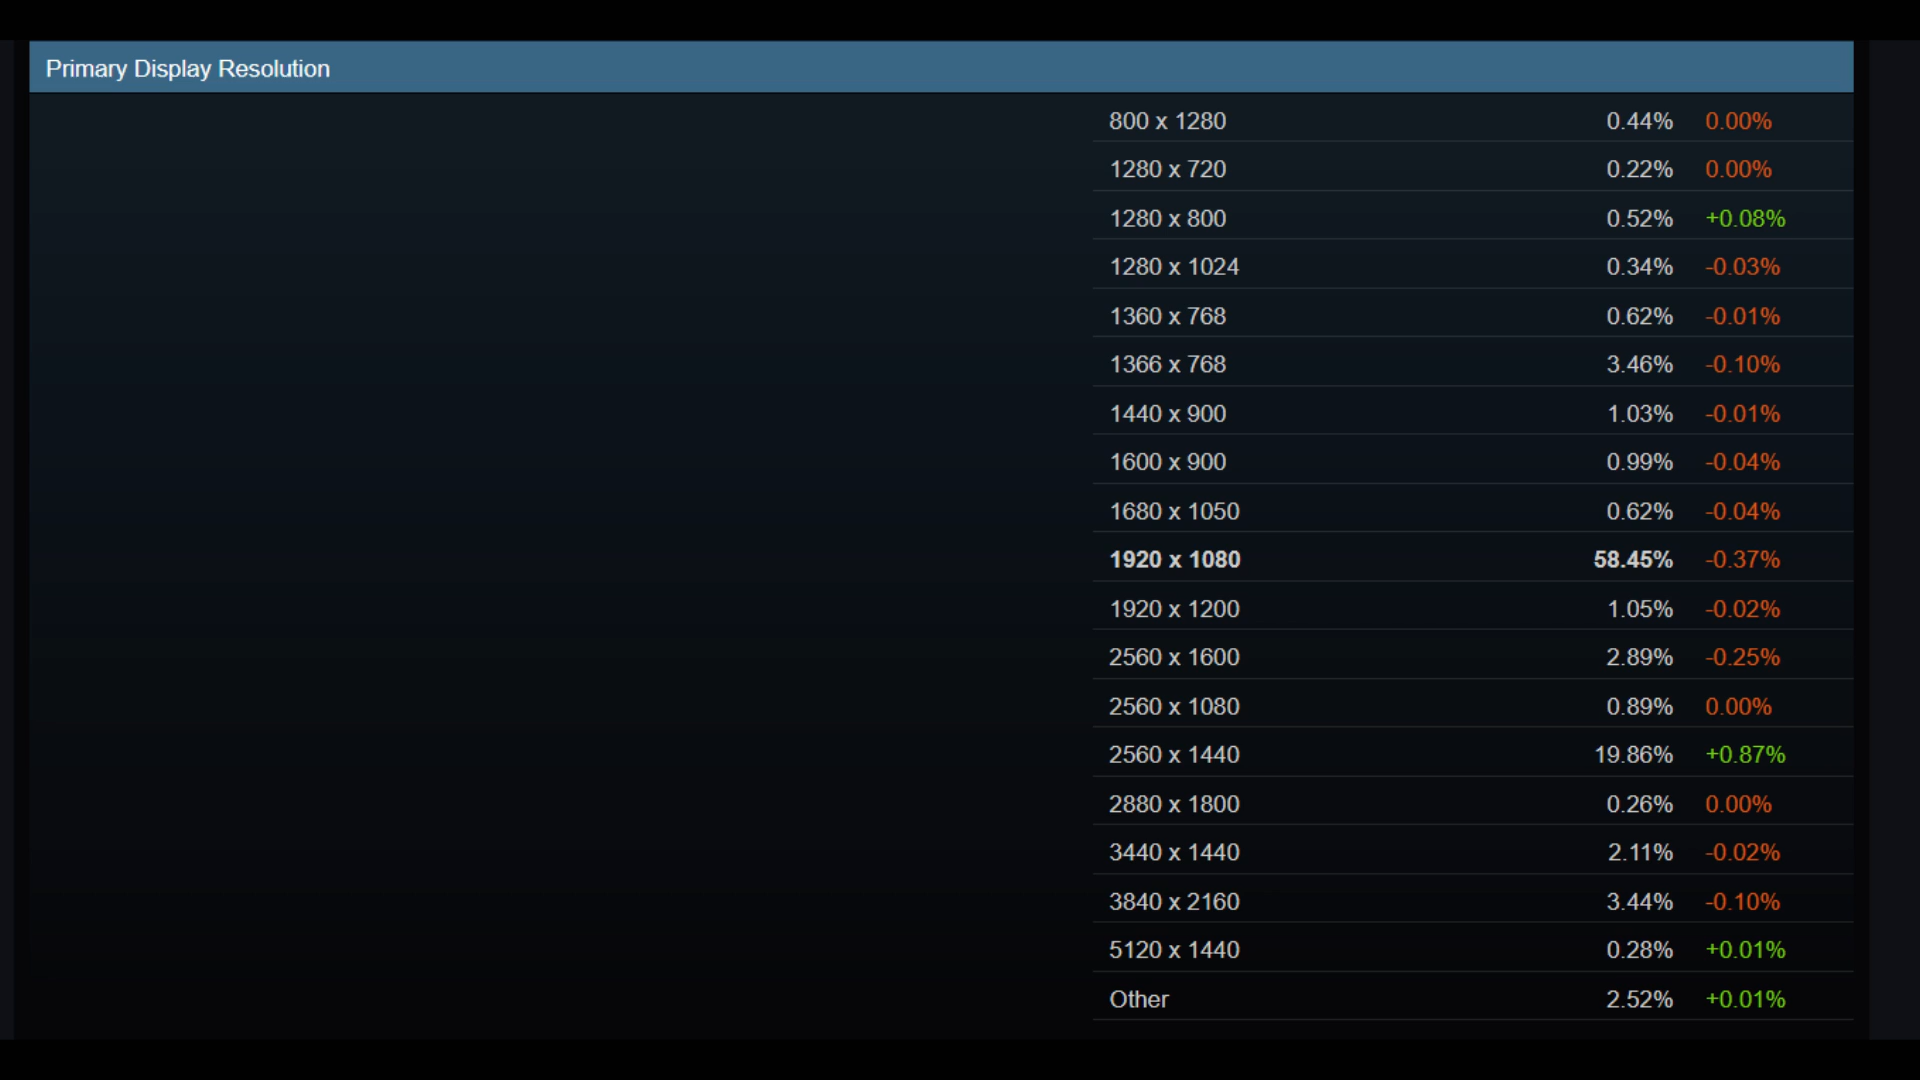 Primary Display Resolution
800 x 1280 0.44% 0.00%
1280 x 720 0.22% 0.00%
1280 x 800 0.52% +0.08%
1280 x 1024 0.34% -0.03%
1360 x 768 0.62% -0.01%
1366 x 768 3.46% -0.10%
1440 x 900 1.03% -0.01%
1600 x 900 0.99% -0.04%
1680 x 1050 0.62% -0.04%
1920 x 1080 58.45% -0.37%
1920 x 1200 1.05% -0.02%
2560 x 1600 2.89% -0.25%
2560 x 1080 0.89% 0.00%
2560 x 1440 19.86% +0.87%
2880 x 1800 0.26% 0.00%
3440 x 1440 2.11% -0.02%
3840 x 2160 3.44% -0.10%
5120 x 1440 0.28% +0.01%
Other 2.52% +0.01%